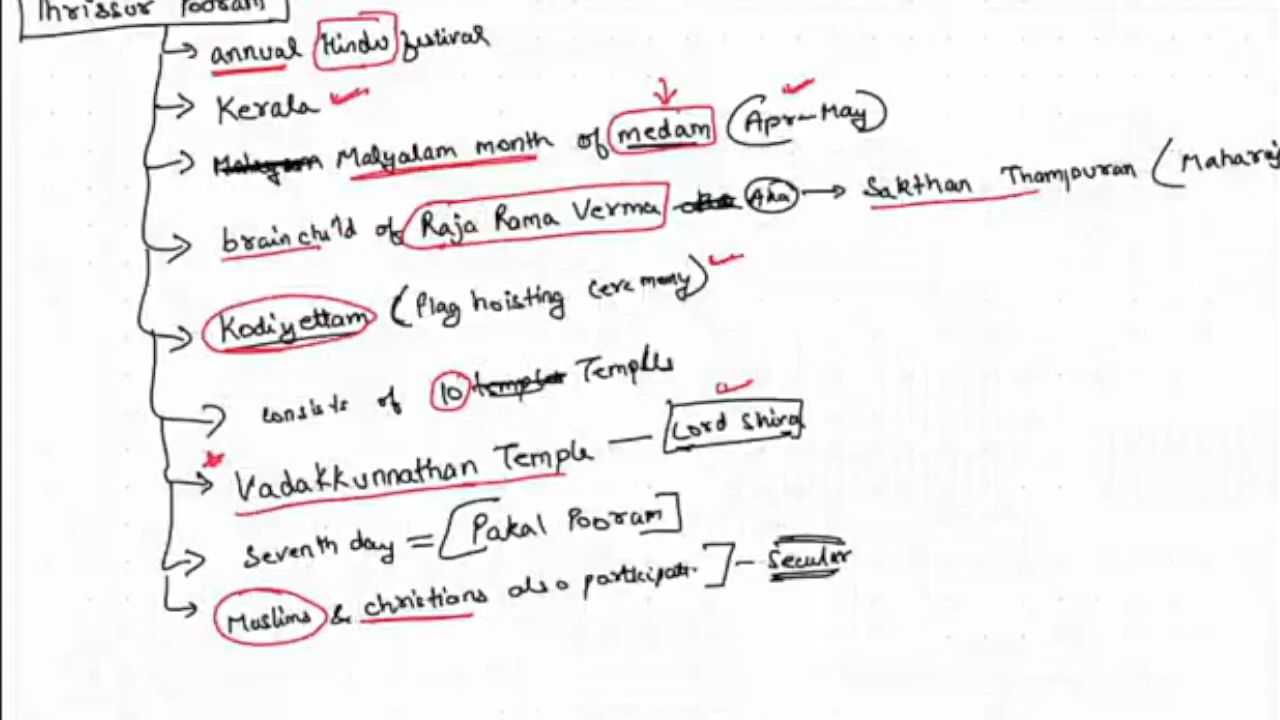 Thrissur Pooram
annual Hindu festival
Kerala
Malyalam month of medam (Apr-May)
brainchild of Raja Rama Verma Aka → Sakthan Thampuran (Maharaj
Kodiyettam (Flag hoisting ceremony)
consists of 10 Temples
Vadakkunnathan Temple — Lord Shiva
Seventh day = [Pakal Pooram]
Muslims & christians also participate.] - Secular